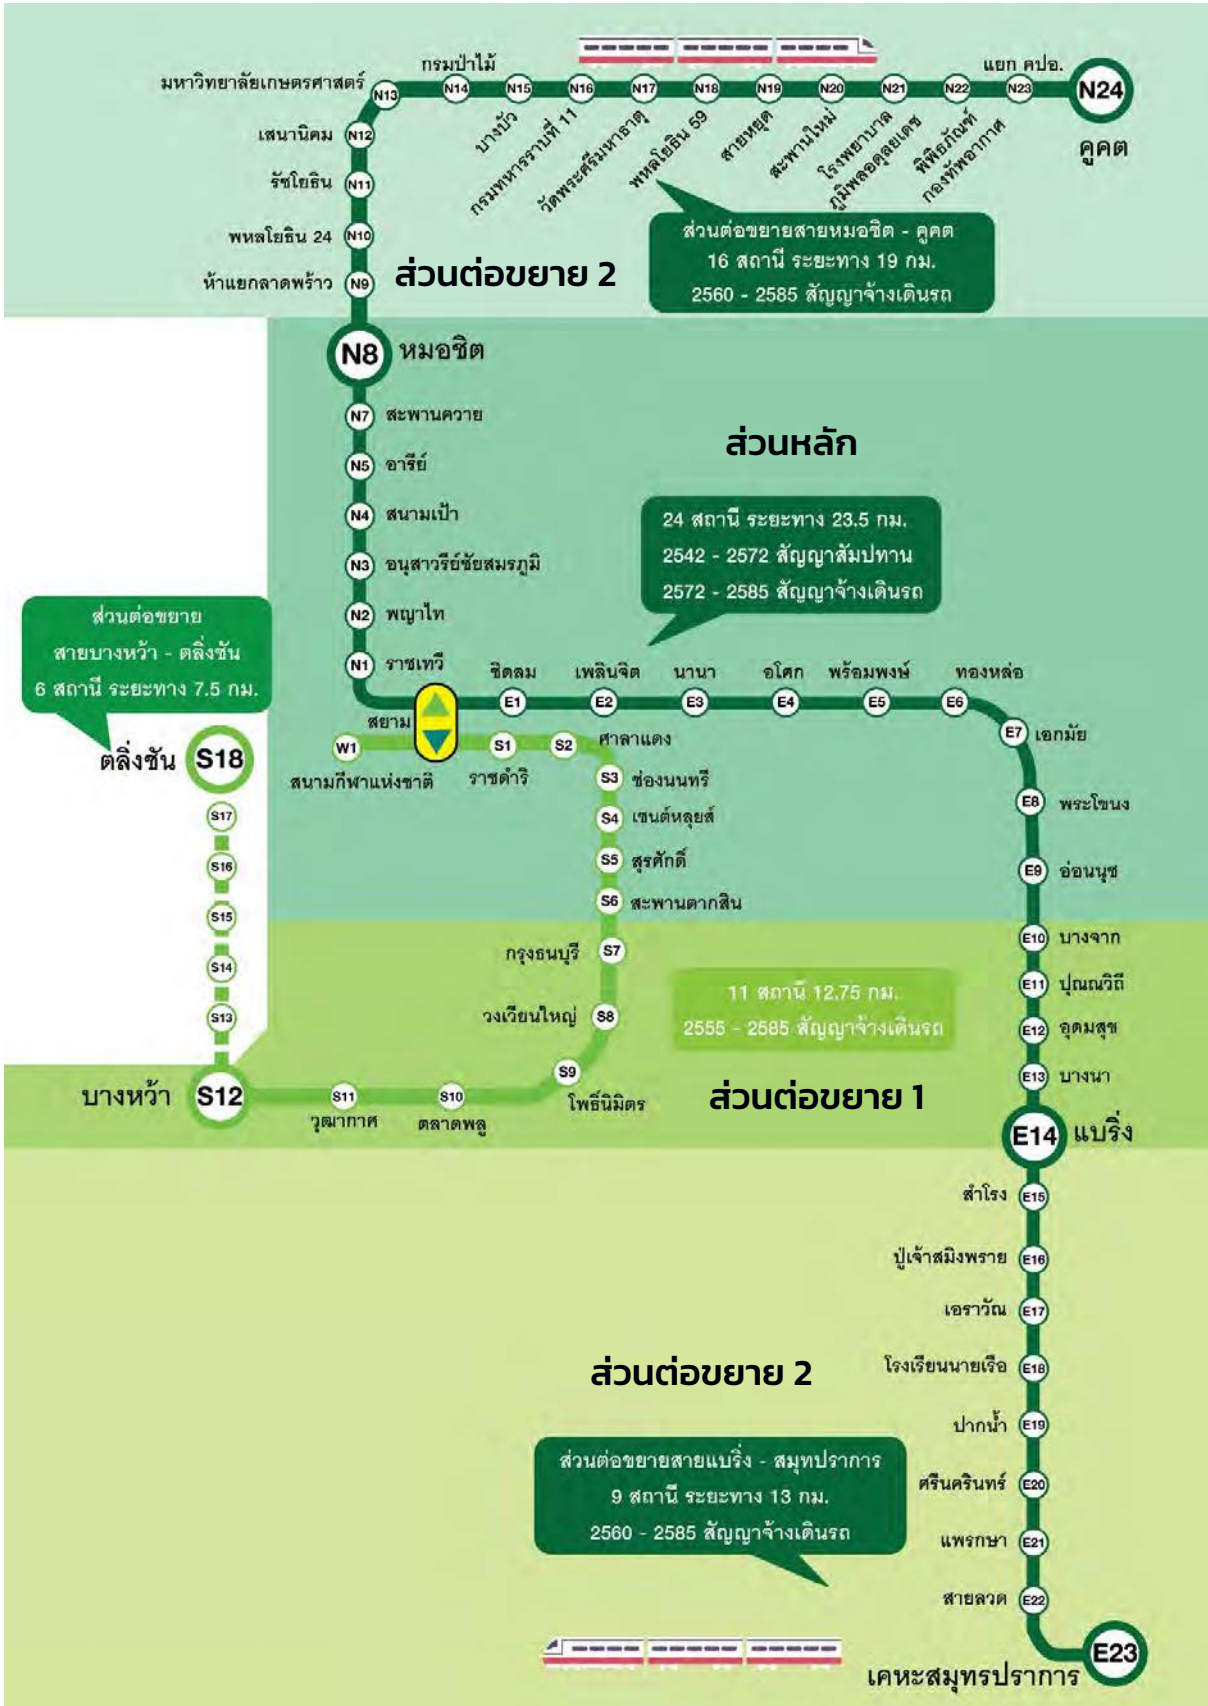 กรมป่าไม้
แยก คปอ.
มหาวิทยาลัยเกษตรศาสตร์
N13
N14
N15
N16
N17
N18
N19
N20
N21
N22
N23
N24
คูคต
บางบัว
กรมทหารราบที่ 11
วัดพระศรีมหาธาตุ
พหลโยธิน 59
สายหยุด
สะพานใหม่
โรงพยาบาล
ภูมิพลอดุลยเดช
พิพิธภัณฑ์
กองทัพอากาศ
เสนานิคม N12
รัชโยธิน N11
พหลโยธิน 24 N10
ห้าแยกลาดพร้าว N9
ส่วนต่อขยาย 2
ส่วนต่อขยายสายหมอชิต - คูคต
16 สถานี ระยะทาง 19 กม.
2560 - 2585 สัญญาจ้างเดินรถ
N8 หมอชิต
N7 สะพานควาย
N5 อารีย์
N4 สนามเป้า
N3 อนุสาวรีย์ชัยสมรภูมิ
N2 พญาไท
N1 ราชเทวี
ส่วนหลัก
24 สถานี ระยะทาง 23.5 กม.
2542 - 2572 สัญญาสัมปทาน
2572 - 2585 สัญญาจ้างเดินรถ
ส่วนต่อขยาย
สายบางหว้า - ตลิ่งชัน
6 สถานี ระยะทาง 7.5 กม.
ชิดลม
เพลินจิต
นานา
อโศก
พร้อมพงษ์
ทองหล่อ
E1
E2
E3
E4
E5
E6
E7 เอกมัย
E8 พระโขนง
E9 อ่อนนุช
สยาม
W1
สนามกีฬาแห่งชาติ
S1
ราชดำริ
S2 ศาลาแดง
S3 ช่องนนทรี
S4 เซนต์หลุยส์
S5 สุรศักดิ์
S6 สะพานตากสิน
ตลิ่งชัน S18
S17
S16
S15
S14
S13
บางหว้า S12
กรุงธนบุรี S7
วงเวียนใหญ่ S8
S9
โพธิ์นิมิตร
S10
ตลาดพลู
S11
วุฒากาศ
11 สถานี 12.75 กม.
2555 - 2585 สัญญาจ้างเดินรถ
ส่วนต่อขยาย 1
E10 บางจาก
E11 ปุณณวิถี
E12 อุดมสุข
E13 บางนา
E14 แบริ่ง
สำโรง E15
ปู่เจ้าสมิงพราย E16
เอราวัณ E17
โรงเรียนนายเรือ E18
ปากน้ำ E19
ศรีนครินทร์ E20
แพรกษา E21
สายลวด E22
E23
เคหะสมุทรปราการ
ส่วนต่อขยาย 2
ส่วนต่อขยายสายแบริ่ง - สมุทปราการ
9 สถานี ระยะทาง 13 กม.
2560 - 2585 สัญญาจ้างเดินรถ